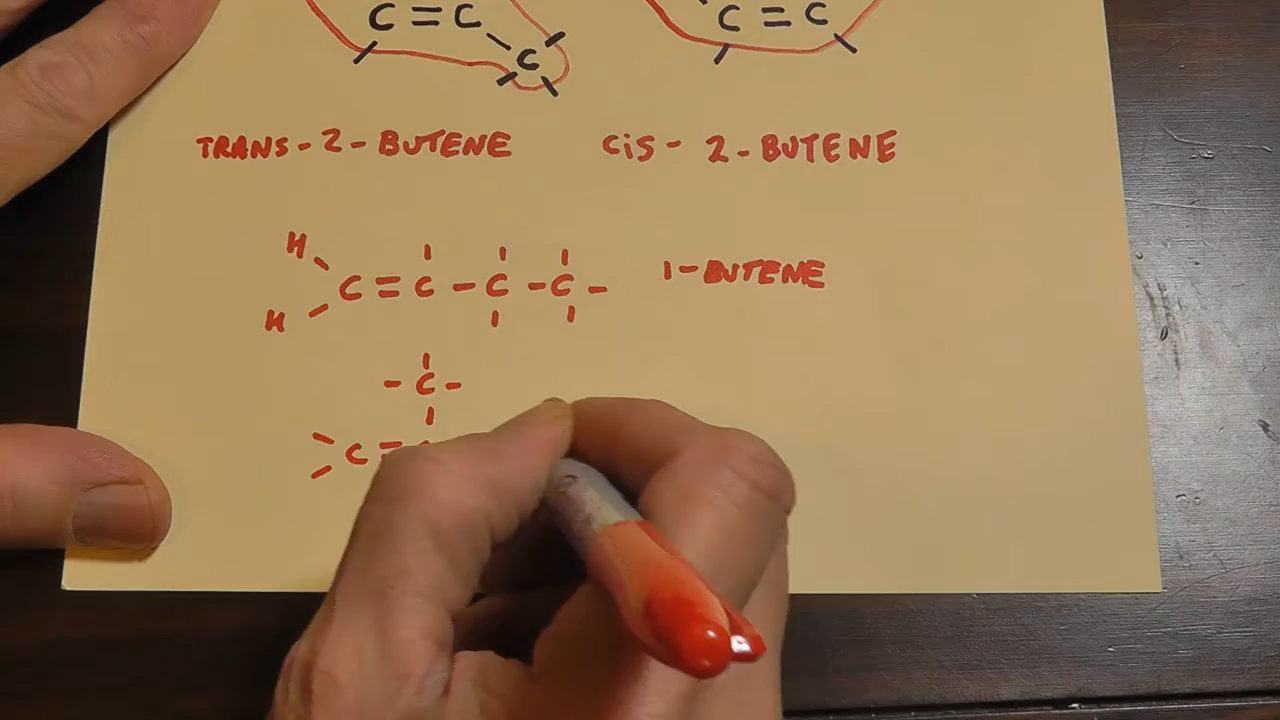 C = C C = C
C
TRANS-2-BUTENE CiS- 2-BUTENE
H
C = C - C - C - 1-BUTENE
H
- C -
C =